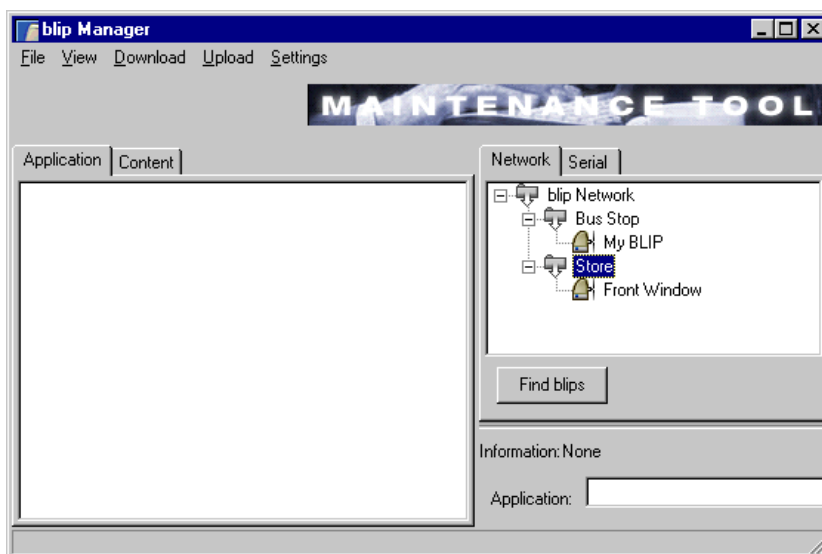 blip Manager
File View Download Upload Settings
MAINTENANCE TOOL
Application Content
Network Serial
blip Network
Bus Stop
My BLIP
Store
Front Window
Find blips
Information: None
Application: